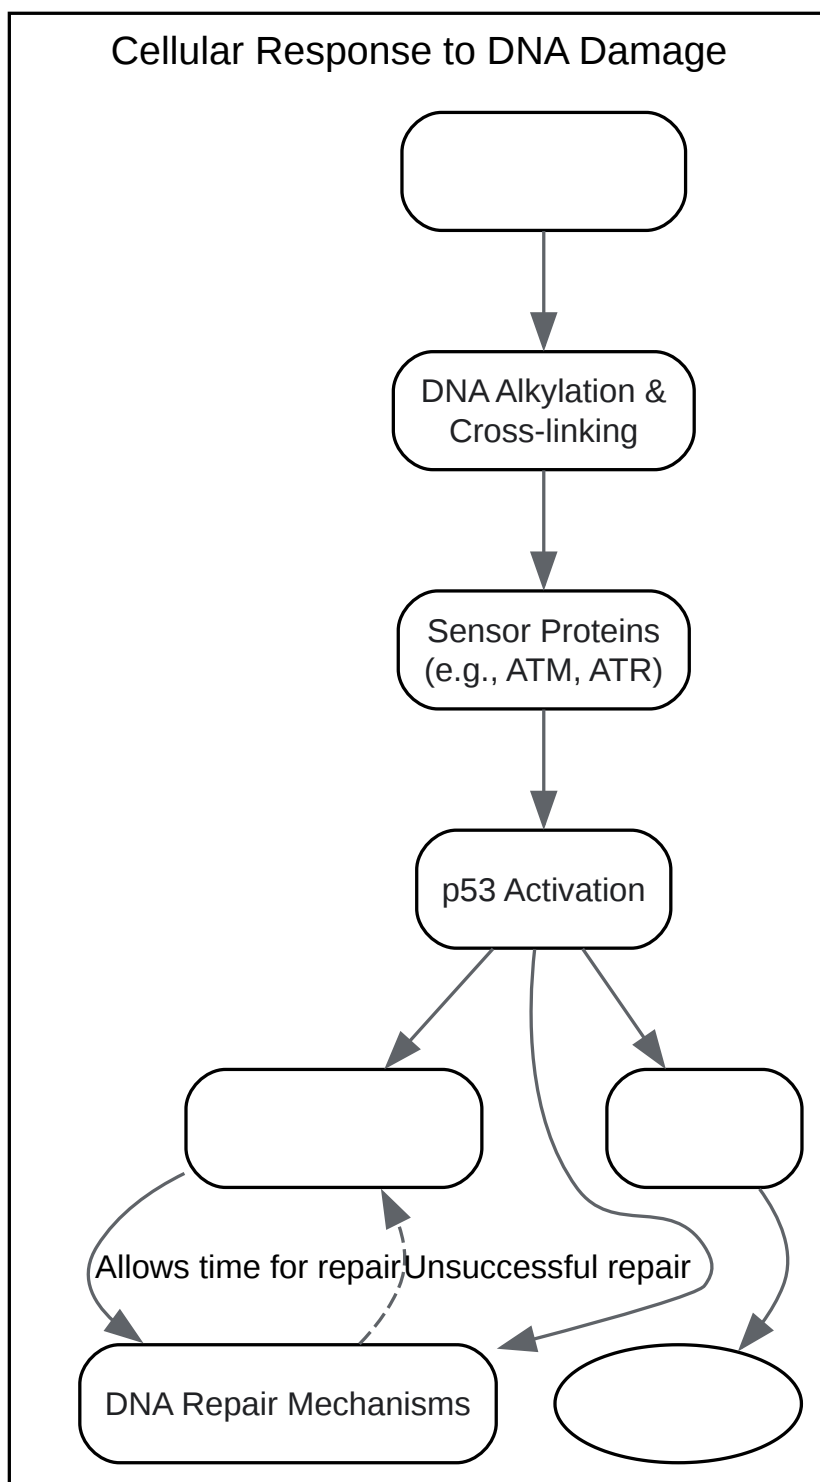 Cellular Response to DNA Damage
DNA Alkylation &
Cross-linking
Sensor Proteins
(e.g., ATM, ATR)
p53 Activation
Allows time for repair
Unsuccessful repair
DNA Repair Mechanisms